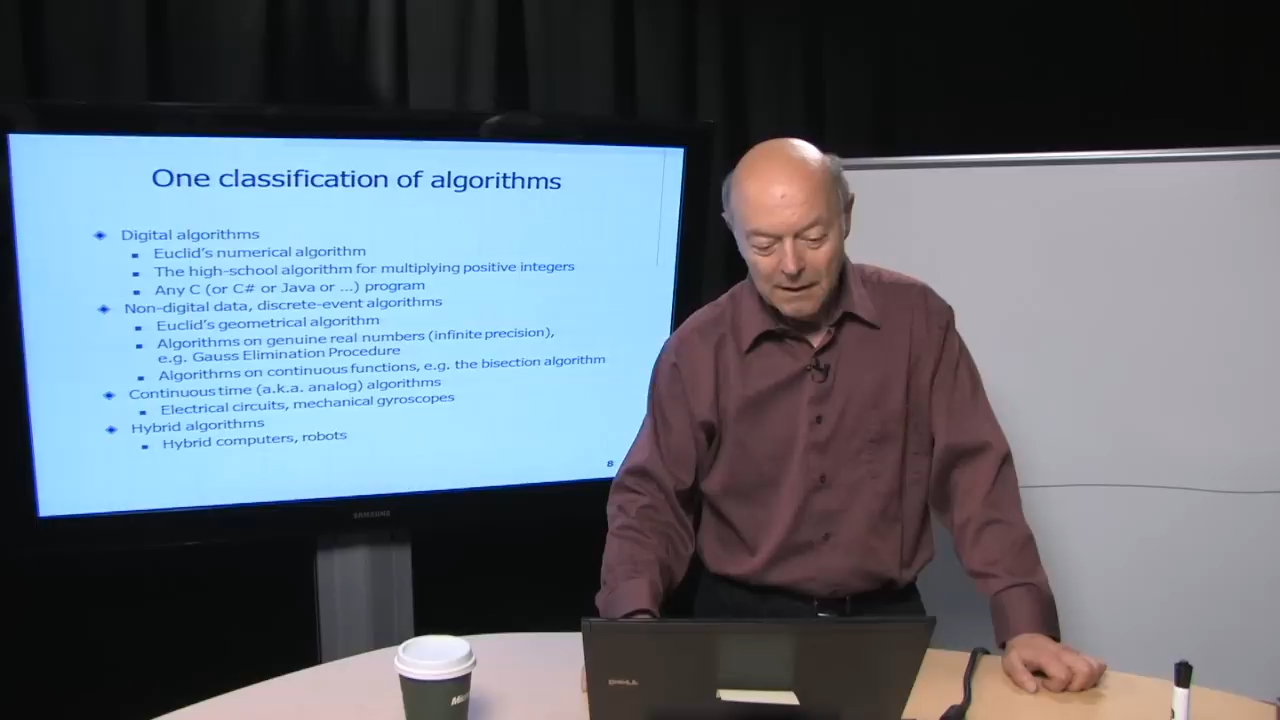 One classification of algorithms
Digital algorithms
Euclid's numerical algorithm
The high-school algorithm for multiplying positive integers
Any C (or C# or Java or ...) program
Non-digital data, discrete-event algorithms
Euclid's geometrical algorithm
Algorithms on genuine real numbers (infinite precision),
e.g. Gauss Elimination Procedure
Algorithms on continuous functions, e.g. the bisection algorithm
Continuous time (a.k.a. analog) algorithms
Electrical circuits, mechanical gyroscopes
Hybrid algorithms
Hybrid computers, robots
8
SAMSUNG
DELL